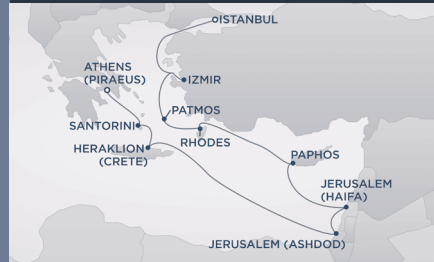 ISTANBUL
ATHENS
(PIRAEUS)
IZMIR
PATMOS
SANTORINI
RHODES
HERAKLION
(CRETE)
PAPHOS
JERUSALEM
(HAIFA)
JERUSALEM (ASHDOD)